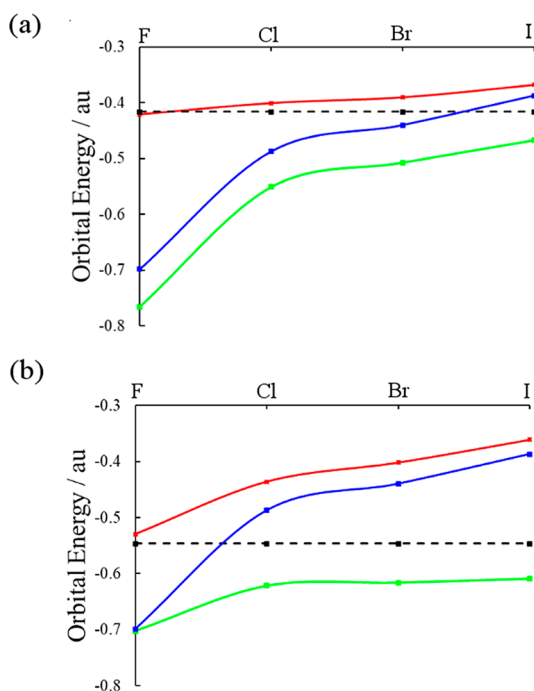 (a)
F Cl Br I
-0.3
-0.4
-0.5
-0.6
-0.7
-0.8
Orbital Energy / au
(b)
F Cl Br I
-0.3
-0.4
-0.5
-0.6
-0.7
-0.8
Orbital Energy / au